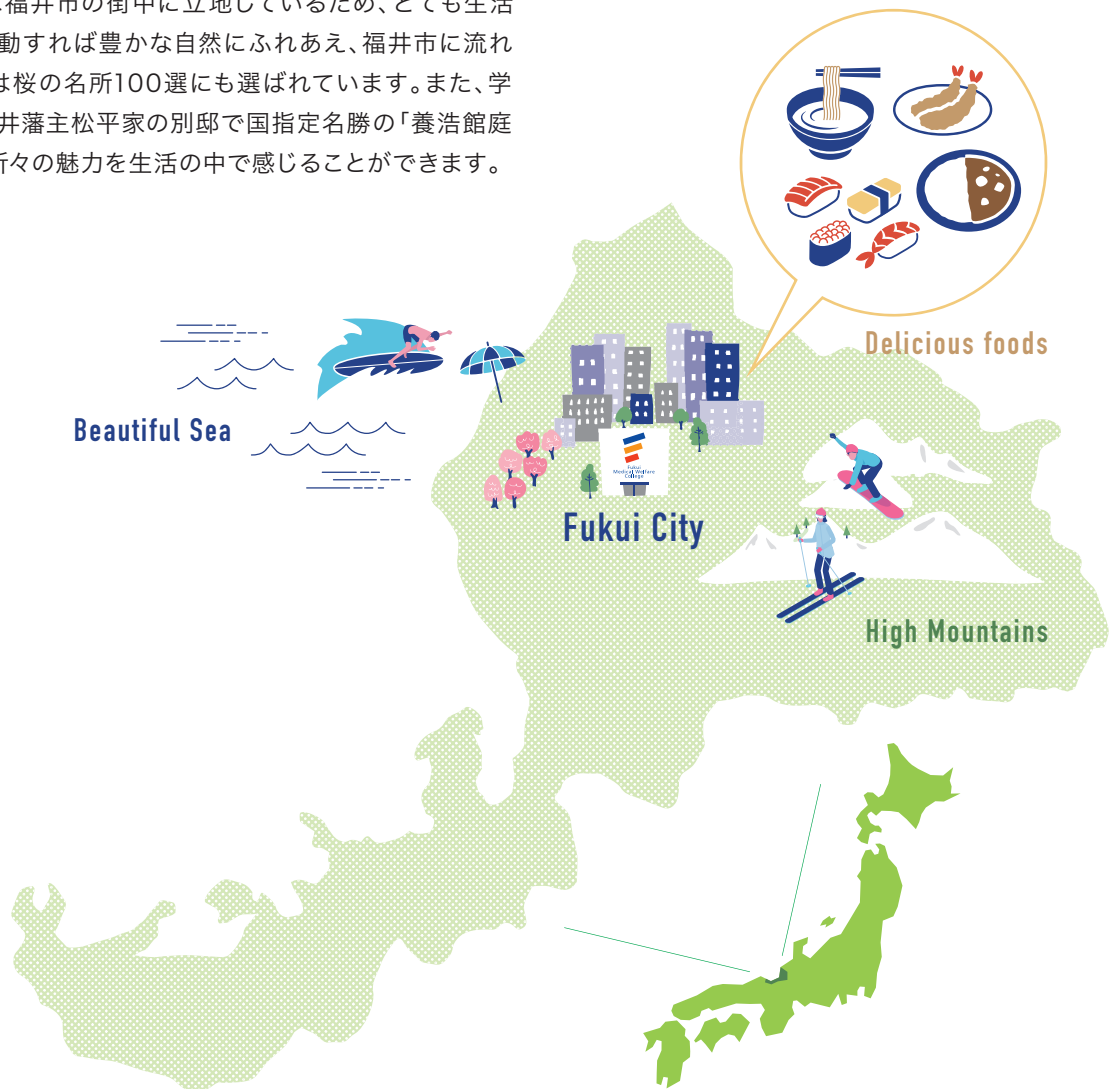 福井市の街中に立地しているため、とても生活
動すれば豊かな自然にふれあえ、福井市に流れ
は桜の名所100選にも選ばれています。また、学
井藩主松平家の別邸で国指定名勝の「養浩館庭
折々の魅力を生活の中で感じることができます。
Delicious foods
Beautiful Sea
Fukui
Medical Welfare
College
Fukui City
High Mountains